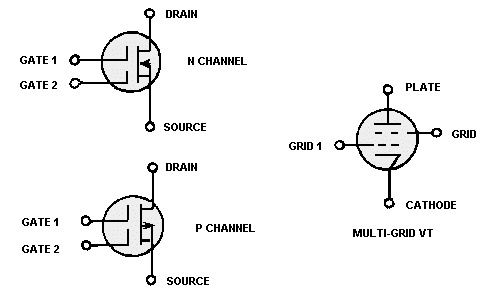 DRAIN
GATE 1
N CHANNEL
GATE 2
SOURCE
DRAIN
GATE 1
P CHANNEL
GATE 2
SOURCE
PLATE
GRID
GRID 1
CATHODE
MULTI-GRID VT